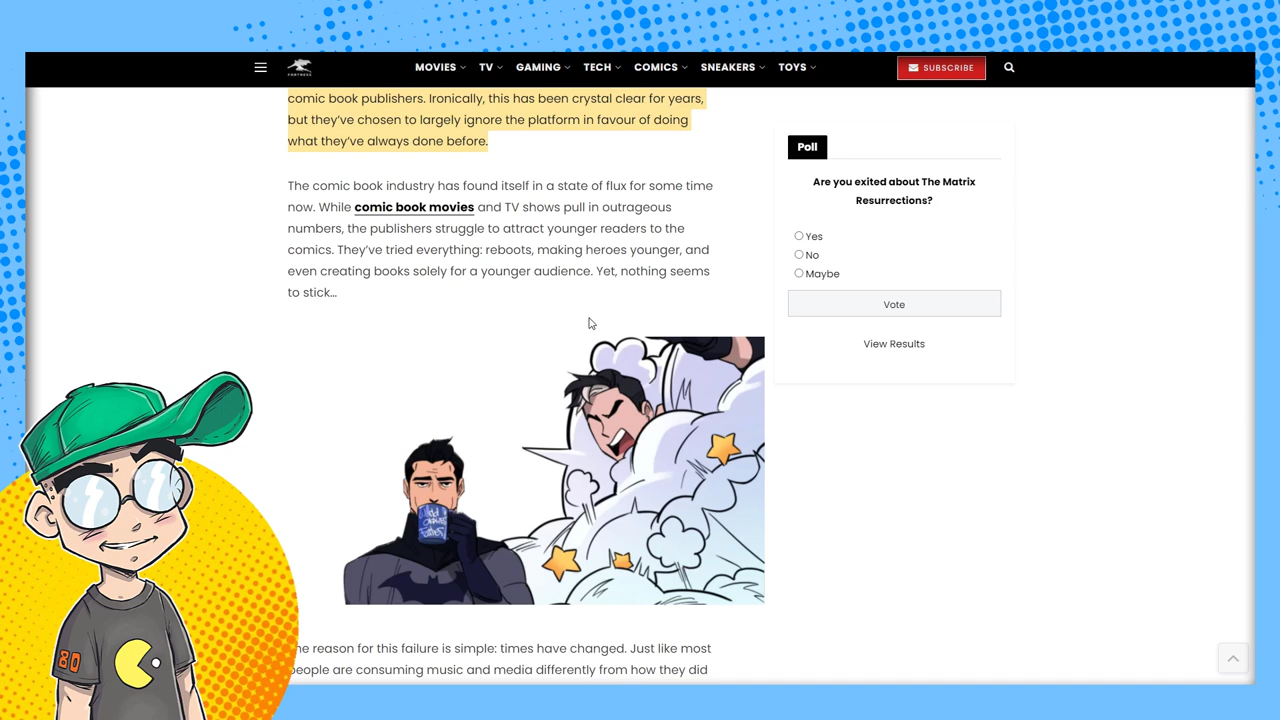 FORTRESS
MOVIES
TV
GAMING
TECH
COMICS
SNEAKERS
TOYS
SUBSCRIBE
comic book publishers. Ironically, this has been crystal clear for years,
but they’ve chosen to largely ignore the platform in favour of doing
what they’ve always done before.
The comic book industry has found itself in a state of flux for some time
now. While comic book movies and TV shows pull in outrageous
numbers, the publishers struggle to attract younger readers to the
comics. They’ve tried everything: reboots, making heroes younger, and
even creating books solely for a younger audience. Yet, nothing seems
to stick…
Poll
Are you exited about The Matrix
Resurrections?
Yes
No
Maybe
Vote
View Results
he reason for this failure is simple: times have changed. Just like most
people are consuming music and media differently from how they did
80